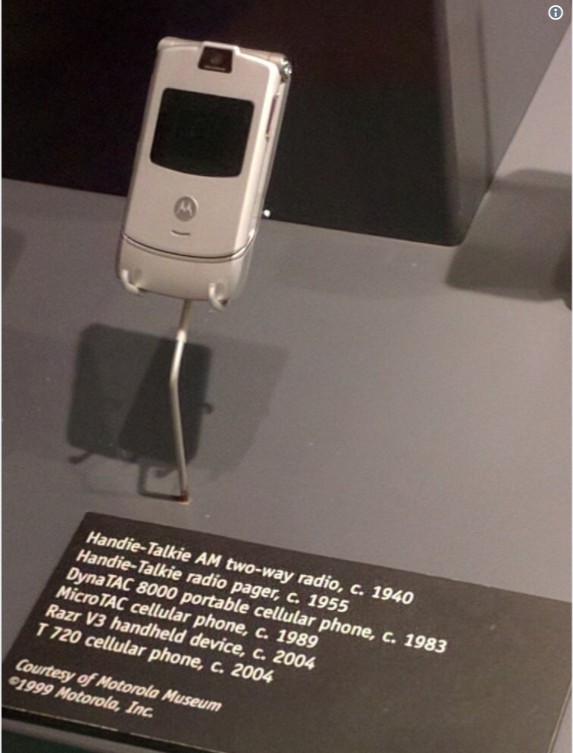 Handie-Talkie AM two-way radio, c. 1940
Handie-Talkie radio pager, c. 1955
DynaTAC 8000 portable cellular phone, c. 1983
MicroTAC cellular phone, c. 1989
Razr V3 handheld device, c. 2004
T 720 cellular phone, c. 2004
Courtesy of Motorola Museum
©1999 Motorola, Inc.